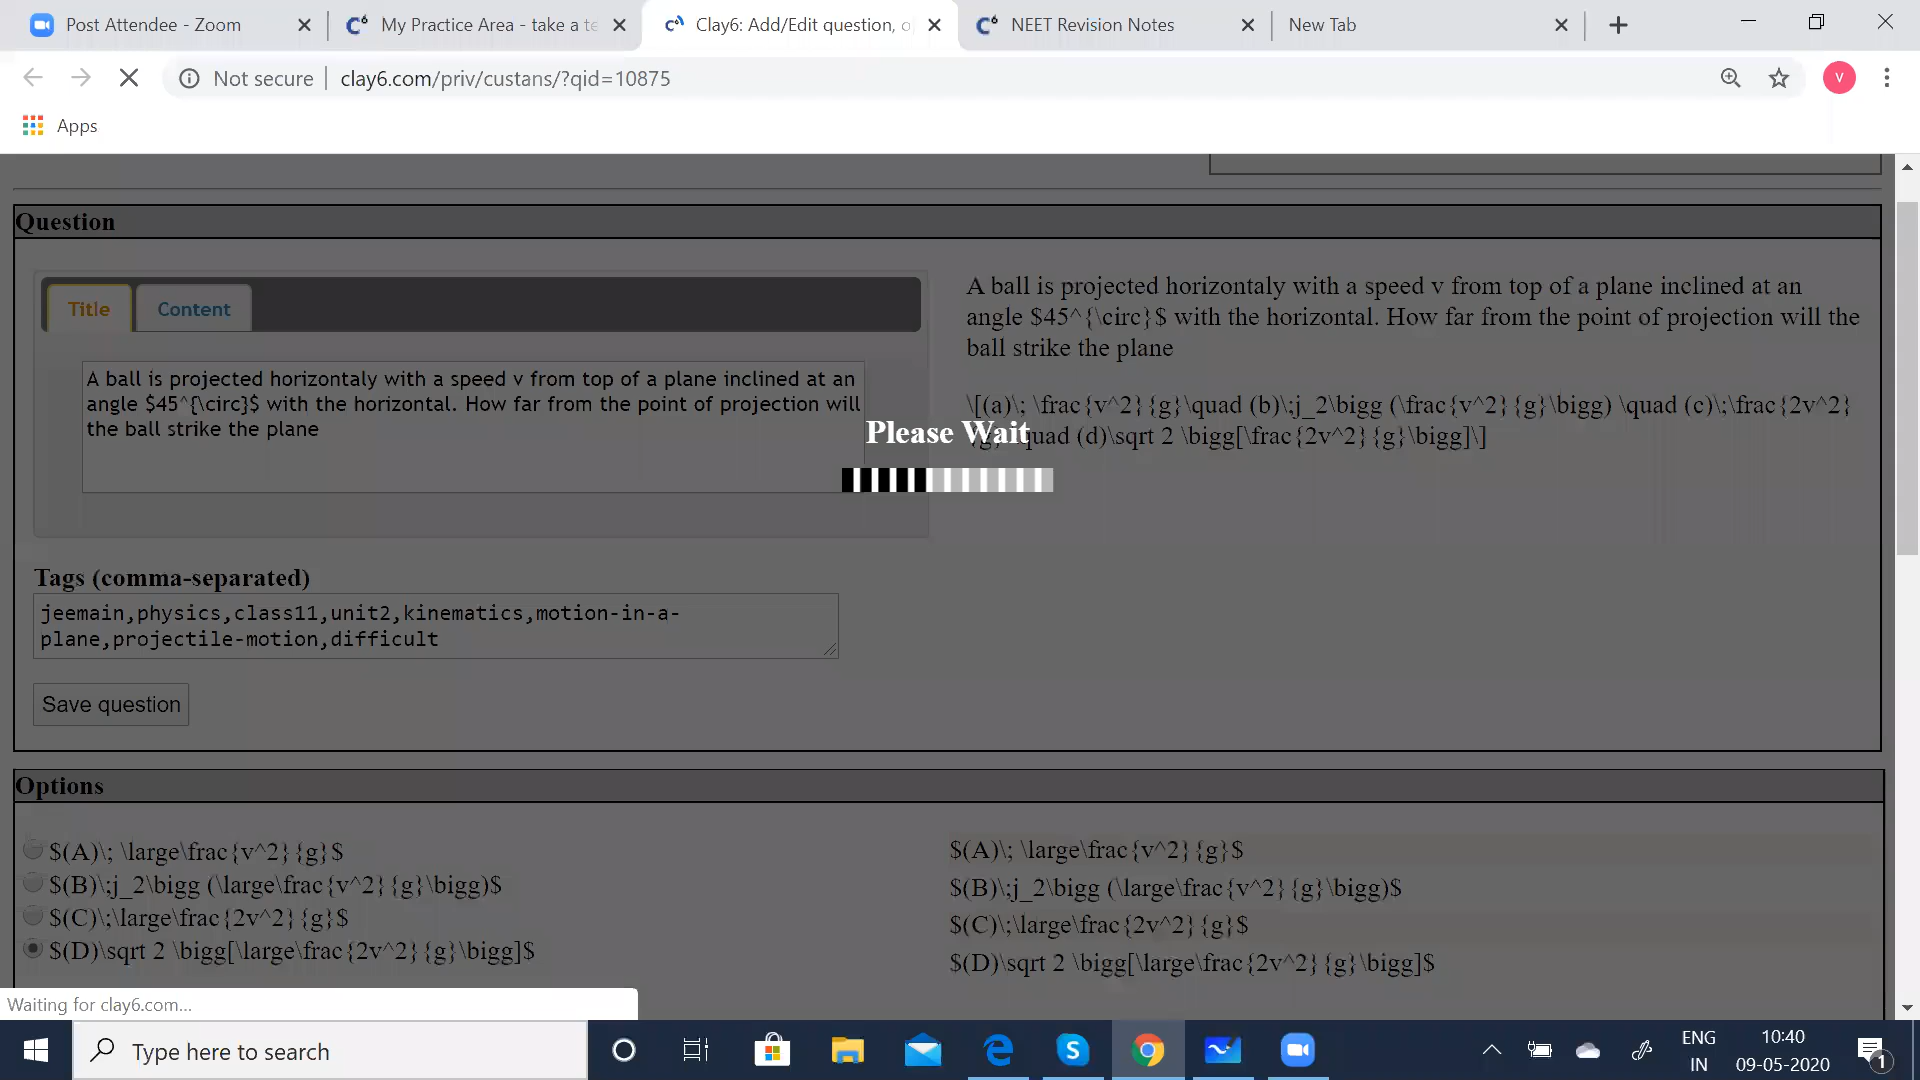 Post Attendee - Zoom
My Practice Area - take a te
Clay6: Add/Edit question, o
NEET Revision Notes
New Tab
Not secure
clay6.com/priv/custans/?qid=10875
V
Apps
Question
Title
Content
A ball is projected horizontaly with a speed v from top of a plane inclined at an
angle $45^{\circ}$ with the horizontal. How far from the point of projection will
the ball strike the plane
A ball is projected horizontaly with a speed v from top of a plane inclined at an
angle $45^{\circ}$ with the horizontal. How far from the point of projection will the
ball strike the plane
\[(a)\; \frac{v^2}{g}\quad (b)\;j_2\bigg (\frac{v^2}{g}\bigg) \quad (c)\;\frac{2v^2}
quad (d)\sqrt 2 \bigg[\frac{2v^2}{g}\bigg]\]
Please Wait
Tags (comma-separated)
jeemain,physics,class11,unit2,kinematics,motion-in-a-
plane,projectile-motion,difficult
Save question
Options
$(A)\; \large\frac{v^2}{g}$
$(B)\;j_2\bigg (\large\frac{v^2}{g}\bigg)$
$(C)\;\large\frac{2v^2}{g}$
$(D)\sqrt 2 \bigg[\large\frac{2v^2}{g}\bigg]$
$(A)\; \large\frac{v^2}{g}$
$(B)\;j_2\bigg (\large\frac{v^2}{g}\bigg)$
$(C)\;\large\frac{2v^2}{g}$
$(D)\sqrt 2 \bigg[\large\frac{2v^2}{g}\bigg]$
Waiting for clay6.com...
Type here to search
ENG
IN
10:40
09-05-2020
1